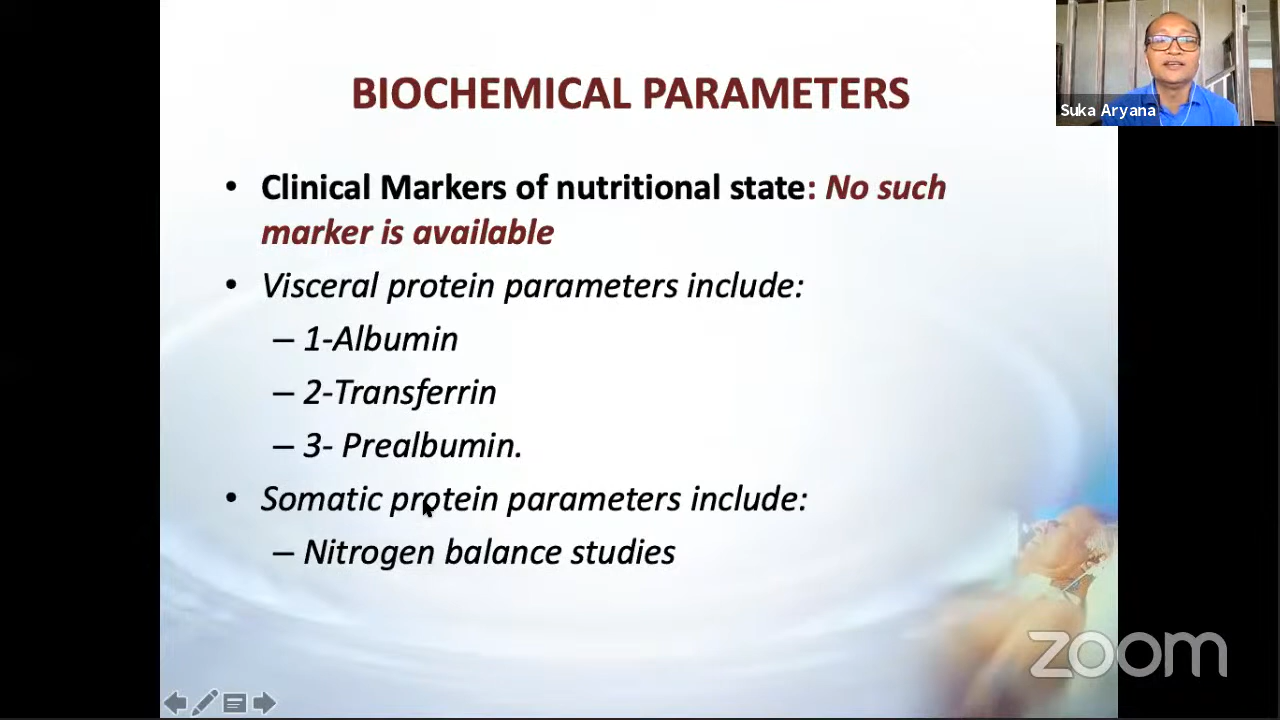 BIOCHEMICAL PARAMETERS
Suka Aryana
• Clinical Markers of nutritional state: No such
marker is available
• Visceral protein parameters include:
– 1-Albumin
– 2-Transferrin
– 3- Prealbumin.
• Somatic protein parameters include:
– Nitrogen balance studies
zoom